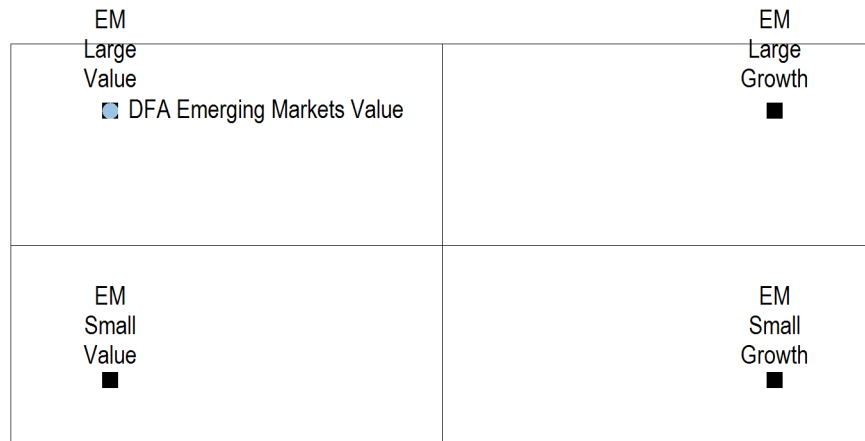 EM
Large
Value
EM
Large
Growth
DFA Emerging Markets Value
EM
Small
Value
EM
Small
Growth